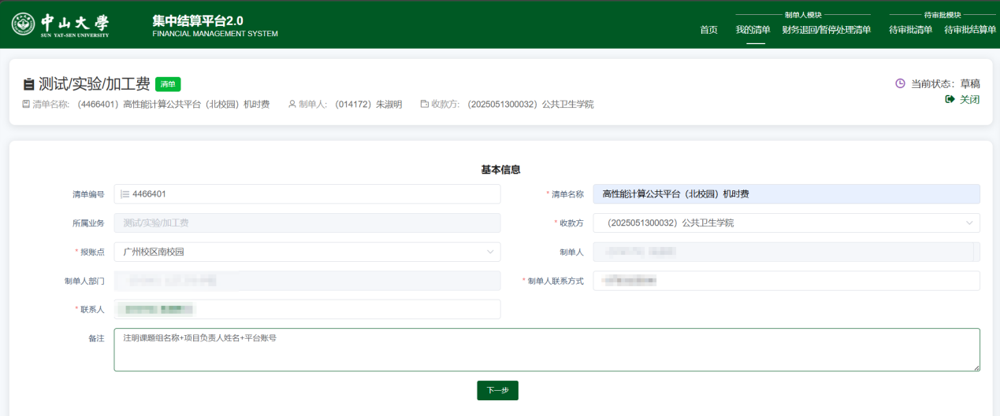 中山大學
SUN YAT-SEN UNIVERSITY
集中结算平台2.0
FINANCIAL MANAGEMENT SYSTEM
制单人模块
待审批模块
首页 我的清单 财务退回/暂停处理清单 待审批清单 待审批结算单
测试/实验/加工费 清单
当前状态：草稿
清单名称: （4466401）高性能计算公共平台（北校园）机时费 制单人: （014172）朱淑明 收款方: （2025051300032）公共卫生学院
关闭
基本信息
清单编号 4466401
* 清单名称 高性能计算公共平台（北校园）机时费
所属业务 测试/实验/加工费
* 收款方 （2025051300032）公共卫生学院
* 报账点 广州校区南校园
制单人
制单人部门
* 制单人联系方式
* 联系人
备注 注明课题组名称+项目负责人姓名+平台账号
下一步